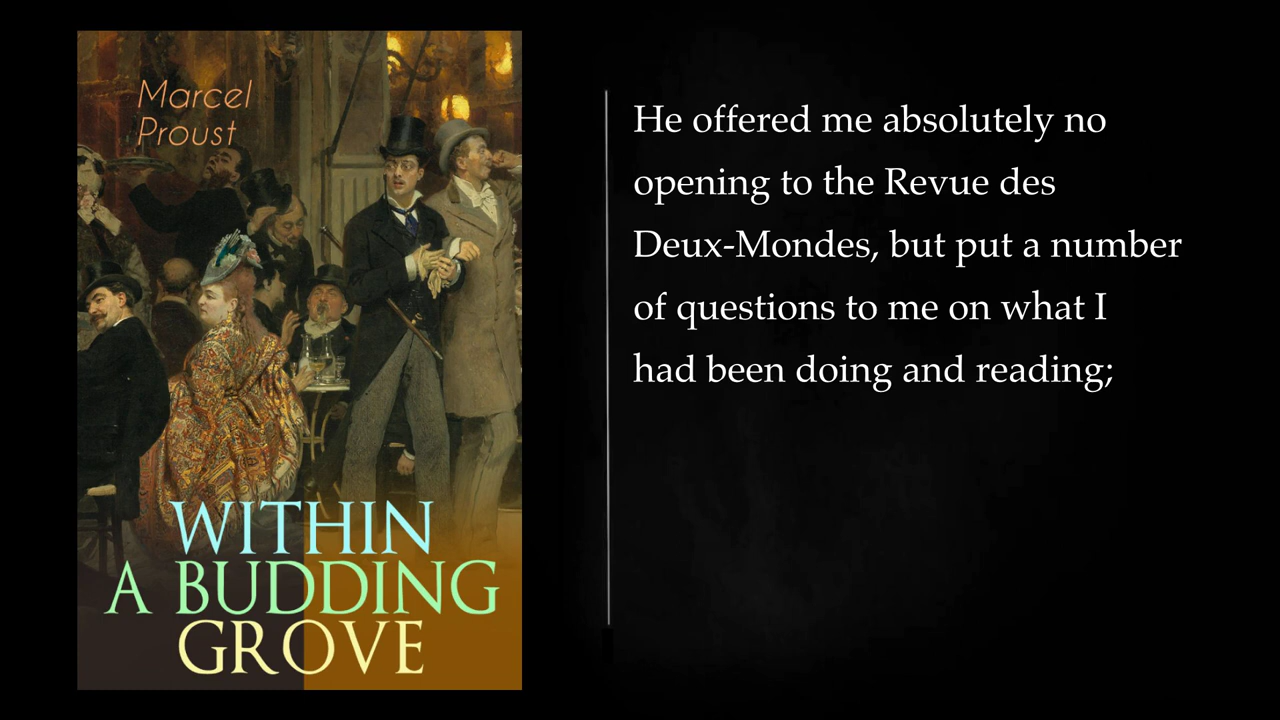 Marcel
Proust
WITHIN
A BUDDING
GROVE
He offered me absolutely no
opening to the Revue des
Deux-Mondes, but put a number
of questions to me on what I
had been doing and reading;